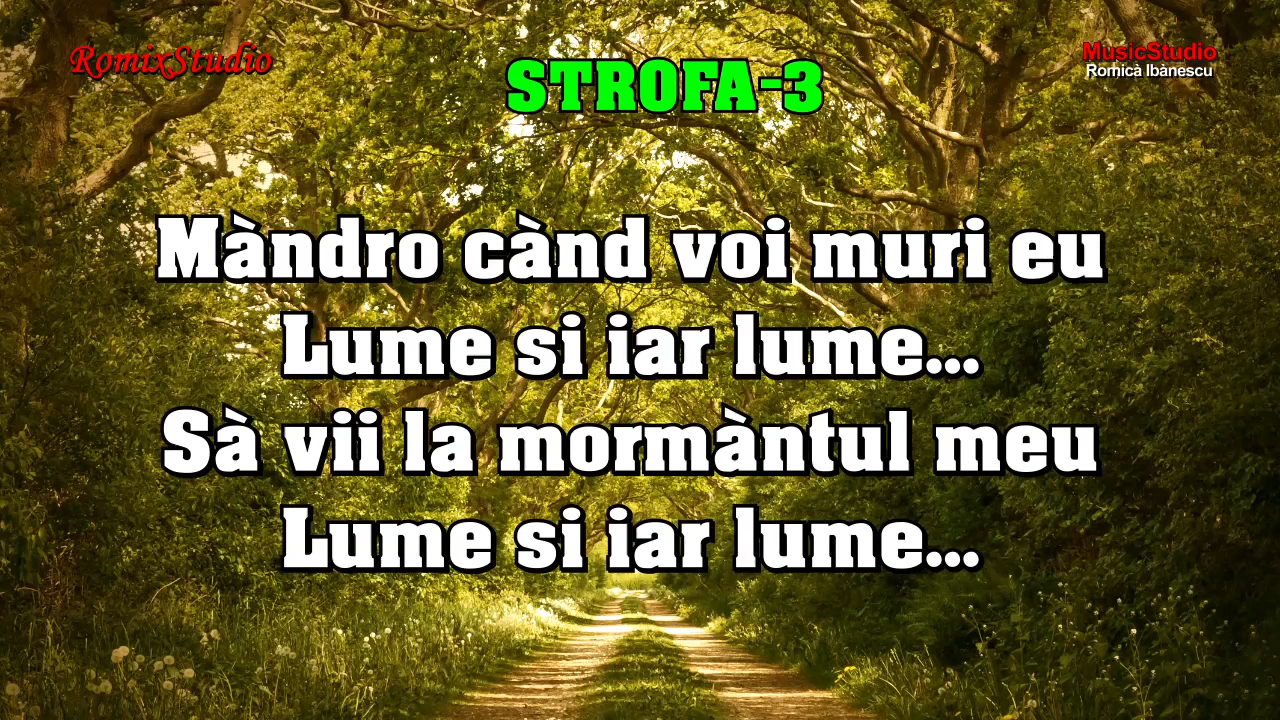 RomixStudio
MusicStudio
Romicà Ibànescu
STROFA-3
Màndro cànd voi muri eu
Lume si iar lume...
Sà vii la mormàntul meu
Lume si iar lume...